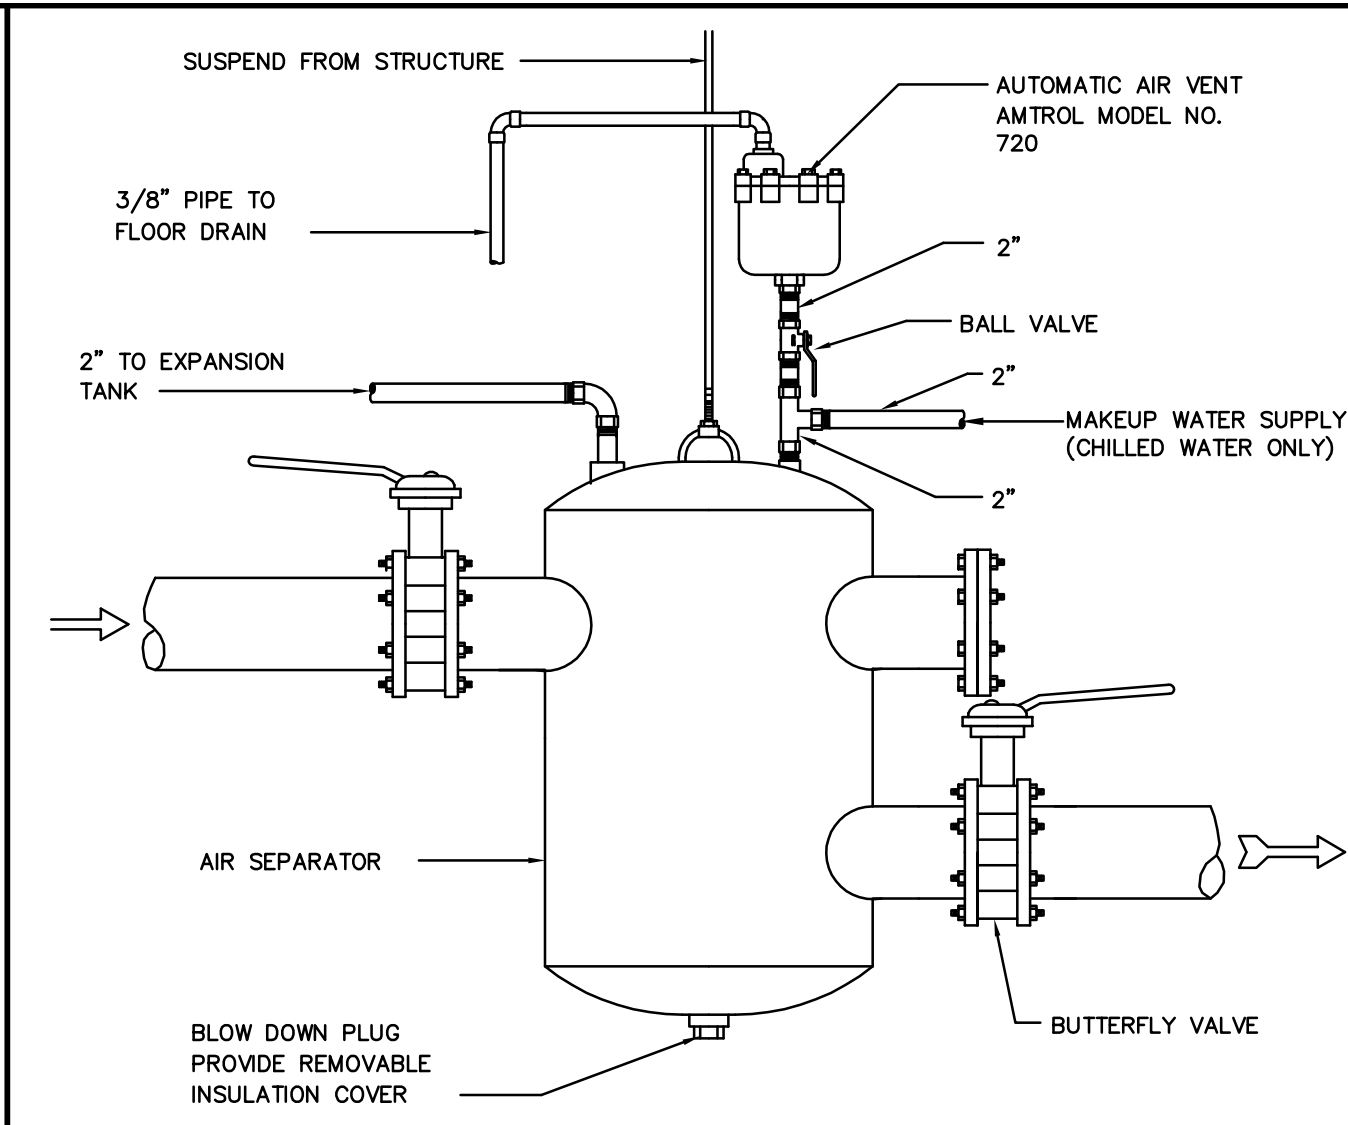 SUSPEND FROM STRUCTURE
AUTOMATIC AIR VENT
AMTROL MODEL NO.
720
3/8” PIPE TO
FLOOR DRAIN
2”
BALL VALVE
2” TO EXPANSION
TANK
2”
MAKEUP WATER SUPPLY
(CHILLED WATER ONLY)
2”
AIR SEPARATOR
BLOW DOWN PLUG
PROVIDE REMOVABLE
INSULATION COVER
BUTTERFLY VALVE